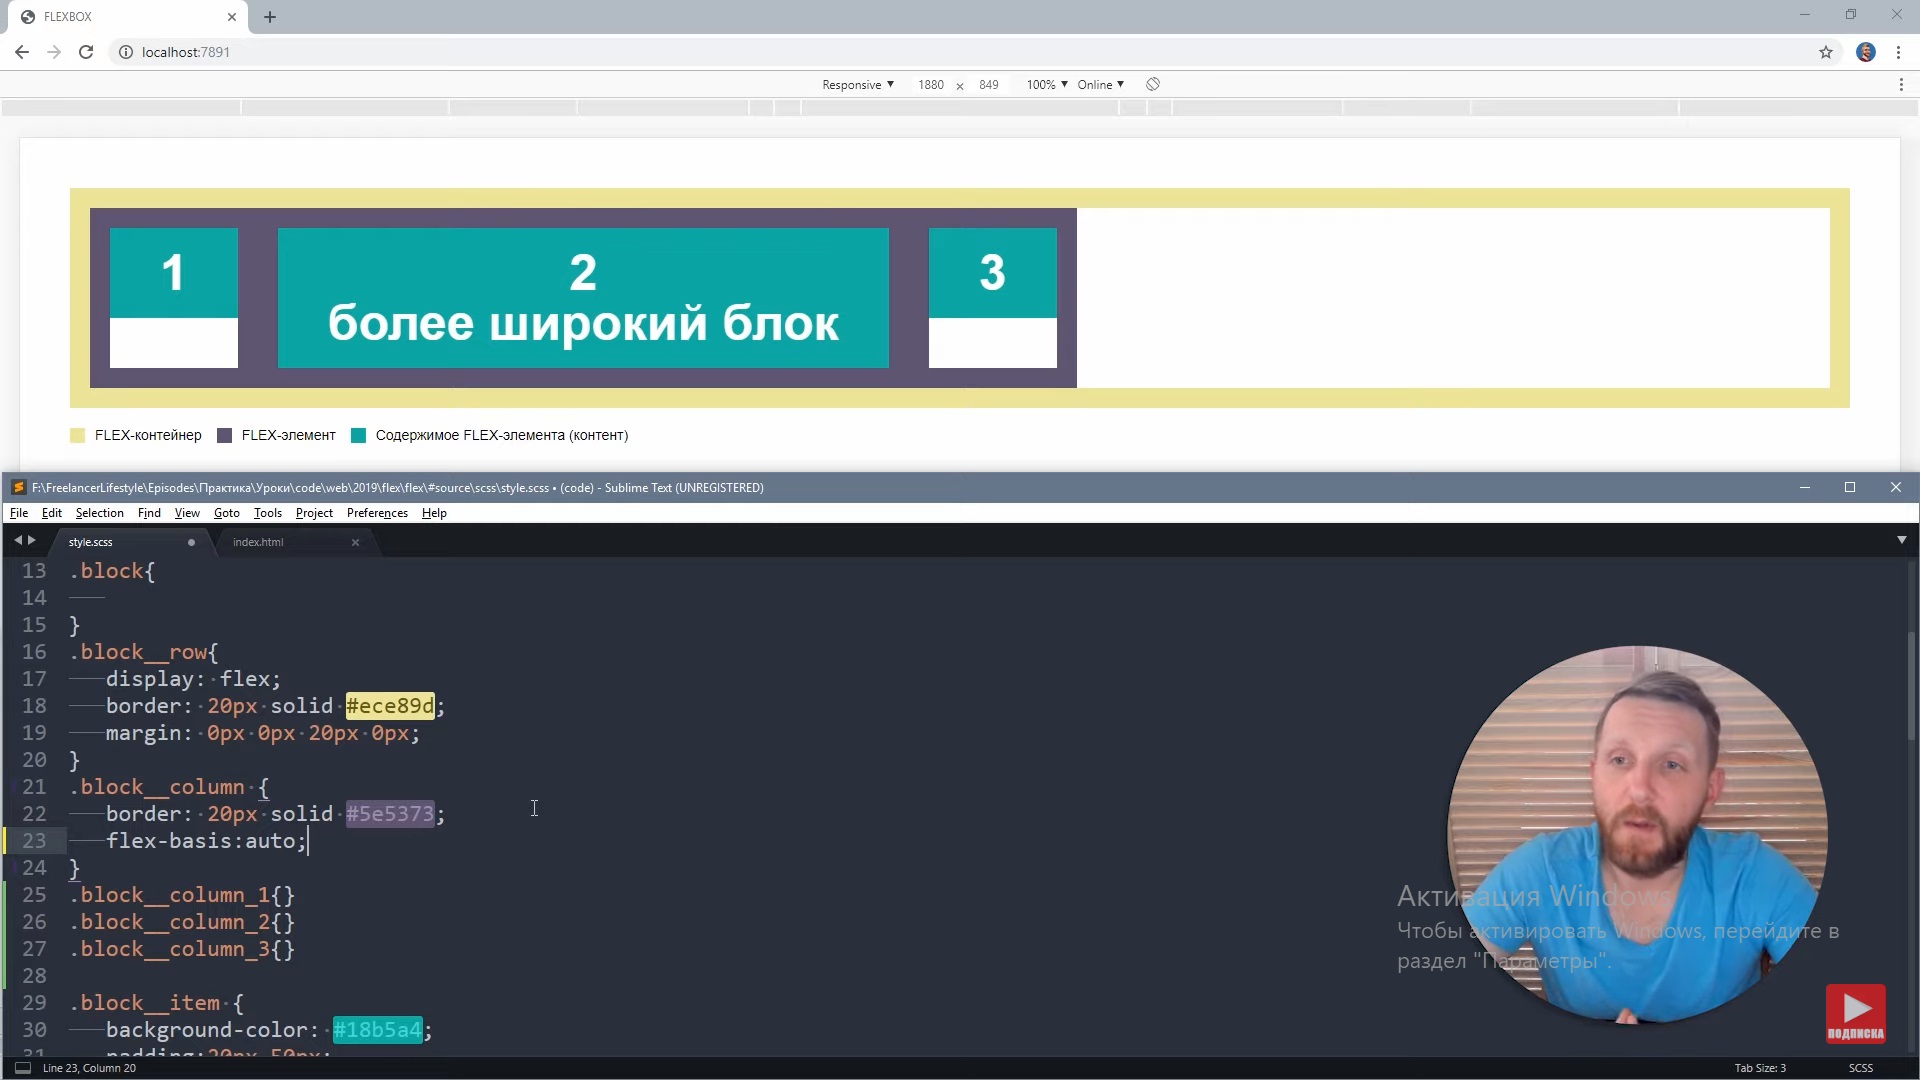 FLEXBOX
localhost:7891
Responsive ▼ 1880 × 849 100% ▼ Online ▼
1
2
более широкий блок
3
FLEX-контейнер FLEX-элемент Содержимое FLEX-элемента (контент)
F:\FreelancerLifestyle\Episodes\Практика\Уроки\code\web\2019\flex\flex\#source\scss\style.scss • (code) - Sublime Text (UNREGISTERED)
File Edit Selection Find View Goto Tools Project Preferences Help
style.scss index.html
13 .block{
14
15 }
16 .block__row{
17 display: flex;
18 border: 20px solid #ece89d;
19 margin: 0px 0px 20px 0px;
20 }
21 .block__column {
22 border: 20px solid #5e5373;
23 flex-basis:auto;
24 }
25 .block__column_1{}
26 .block__column_2{}
27 .block__column_3{}
28
29 .block__item {
30 background-color: #18b5a4;
31 padding:20px 50px;
Активация Windows
Чтобы активировать Windows, перейдите в
раздел "Параметры".
ПОДПИСКА
Line 23, Column 20 Tab Size: 3 SCSS